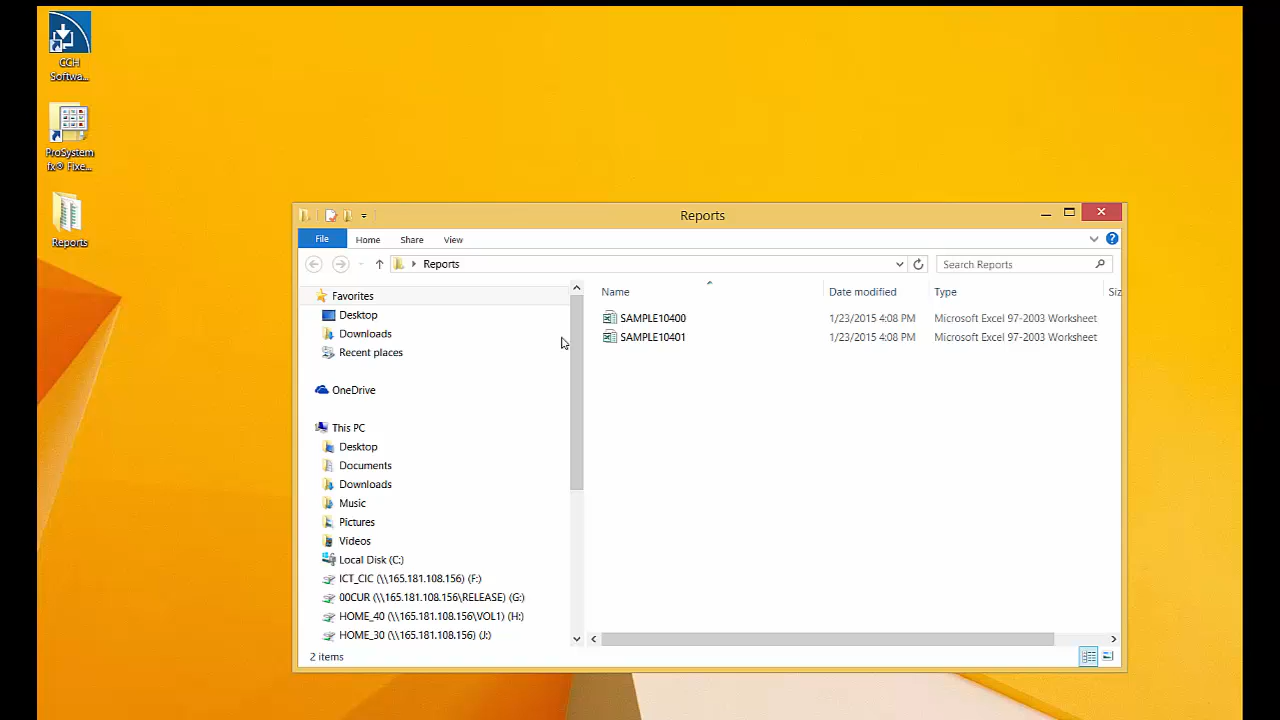 CCH
Softwa...
ProSystem
fx® Fixe...
Reports
Reports
File Home Share View
Reports
Search Reports
Favorites
Desktop
Downloads
Recent places
OneDrive
This PC
Desktop
Documents
Downloads
Music
Pictures
Videos
Local Disk (C:)
ICT_CIC (\\165.181.108.156) (F:)
00CUR (\\165.181.108.156\RELEASE) (G:)
HOME_40 (\\165.181.108.156\VOL1) (H:)
HOME_30 (\\165.181.108.156) (J:)
Name Date modified Type Siz
SAMPLE10400 1/23/2015 4:08 PM Microsoft Excel 97-2003 Worksheet
SAMPLE10401 1/23/2015 4:08 PM Microsoft Excel 97-2003 Worksheet
2 items